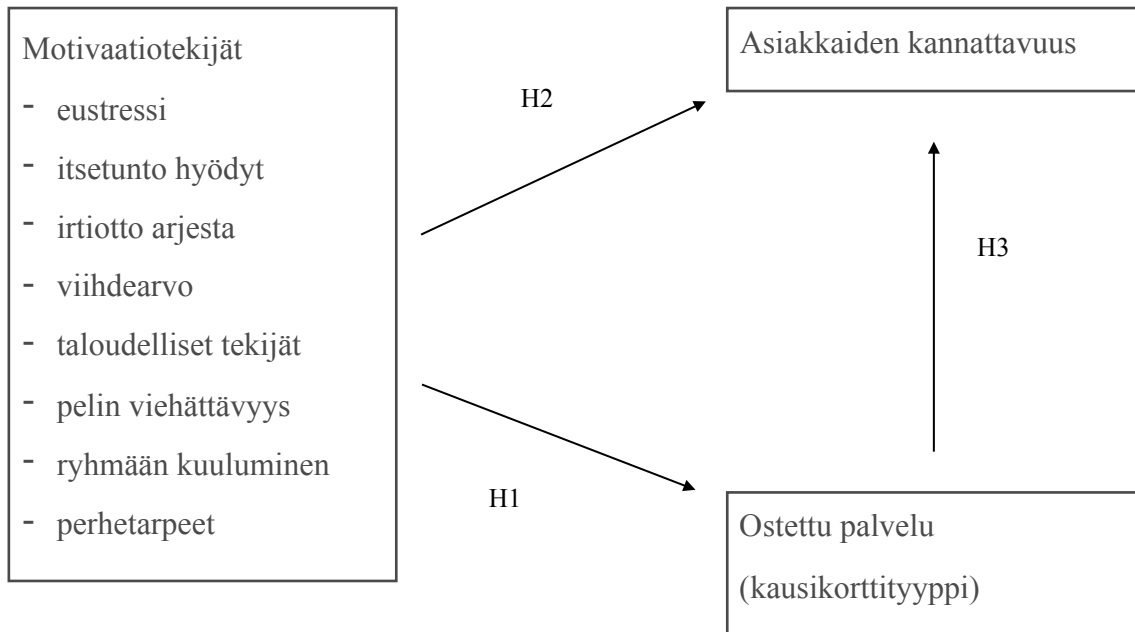 Motivaatiotekijät
- eustressi
- itsetunto hyödyt
- irtiotto arjesta
- viihdearvo
- taloudelliset tekijät
- pelin viehättävyys
- ryhmään kuuluminen
- perhetarpeet
H2
H1
Asiakkaiden kannattavuus
H3
Ostettu palvelu
(kausikorttityyppi)